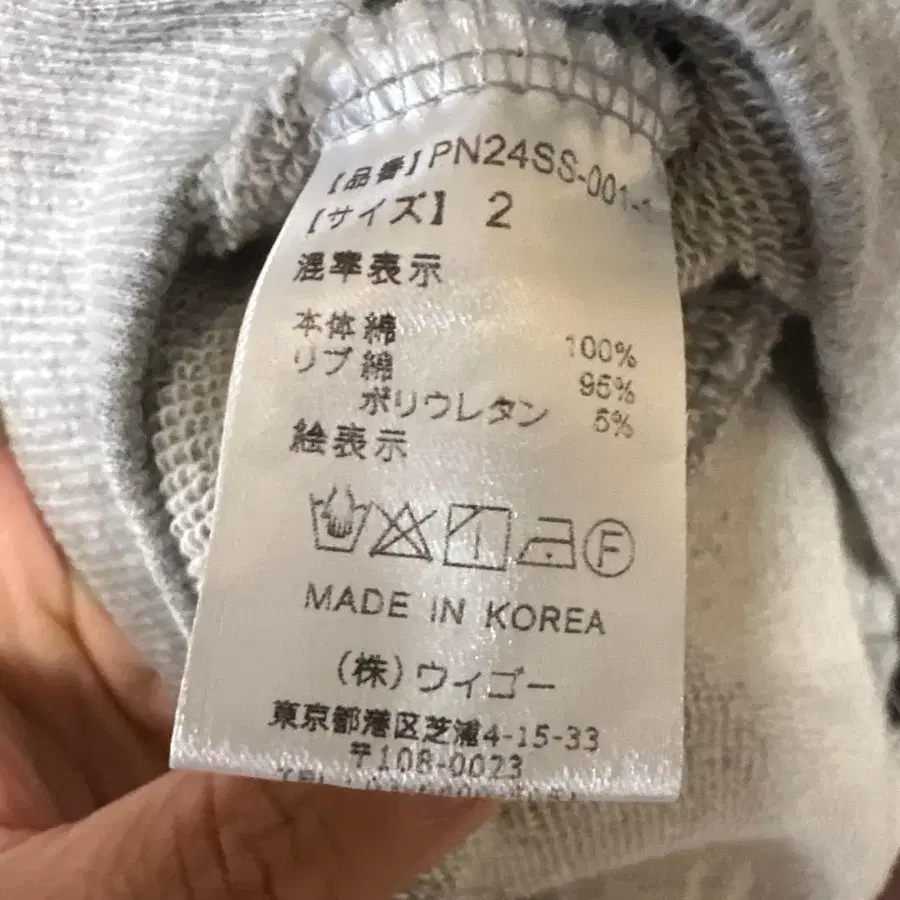 【品番】PN24SS-001-1
【サイズ】 2
混率表示
本体 綿 100%
リブ 綿 95%
ポリウレタン 5%
絵表示
F
MADE IN KOREA
(株)ウィゴー
東京都港区芝浦4-15-33
〒108-0023